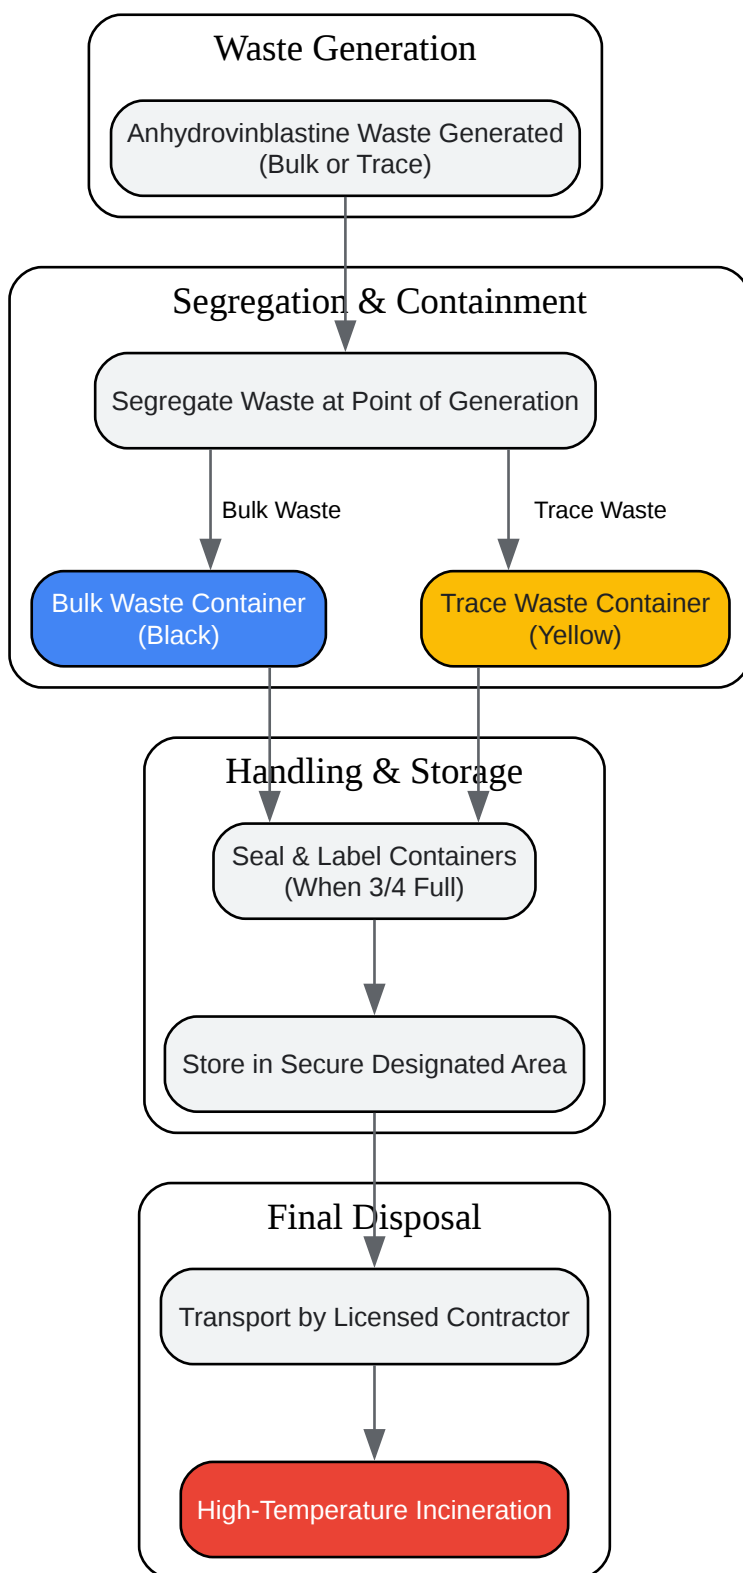 Waste Generation
Anhydrovinblastine Waste Generated
(Bulk or Trace)
Segregation & Containment
Segregate Waste at Point of Generation
Bulk Waste
Trace Waste
Bulk Waste Container
(Black)
Trace Waste Container
(Yellow)
Handling & Storage
Seal & Label Containers
(When 3/4 Full)
Store in Secure Designated Area
Final Disposal
Transport by Licensed Contractor
High-Temperature Incineration